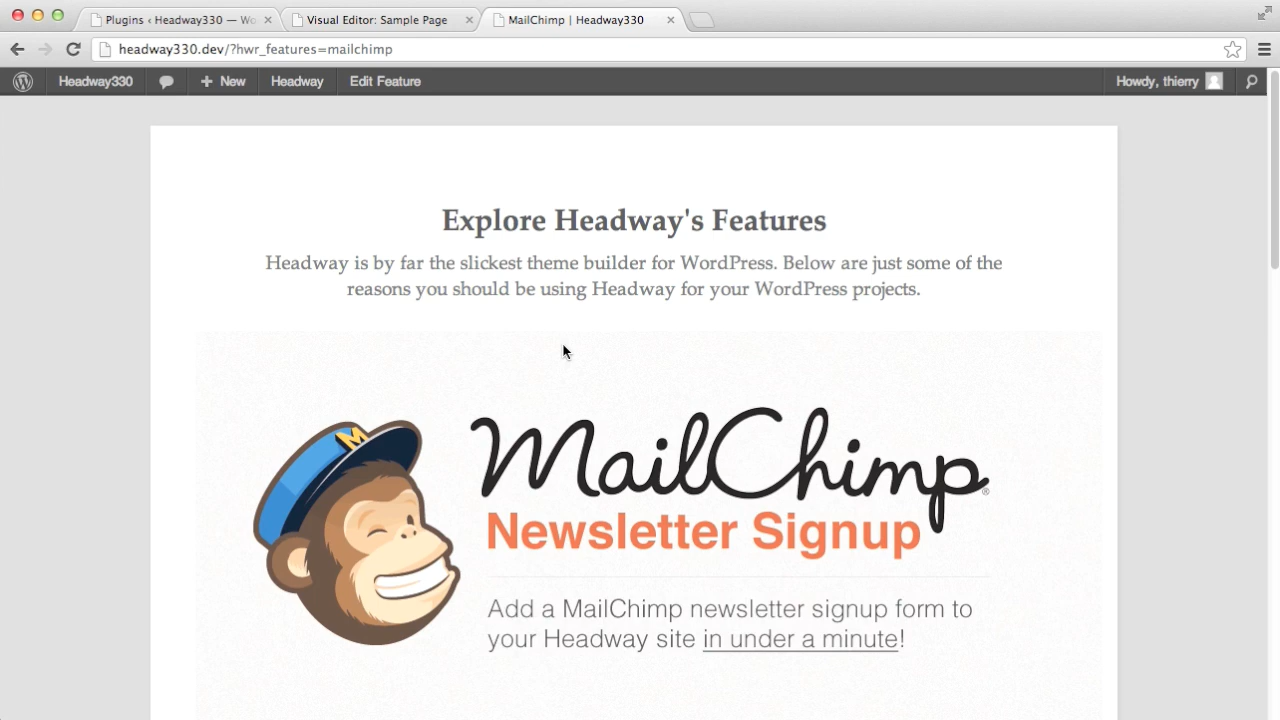 Plugins ‹ Headway330 — Wo
Visual Editor: Sample Page
MailChimp | Headway330
headway330.dev/?hwr_features=mailchimp
Headway330
New
Headway
Edit Feature
Howdy, thierry
Explore Headway's Features
Headway is by far the slickest theme builder for WordPress. Below are just some of the
reasons you should be using Headway for your WordPress projects.
M
MailChimp®
Newsletter Signup
Add a MailChimp newsletter signup form to
your Headway site in under a minute!